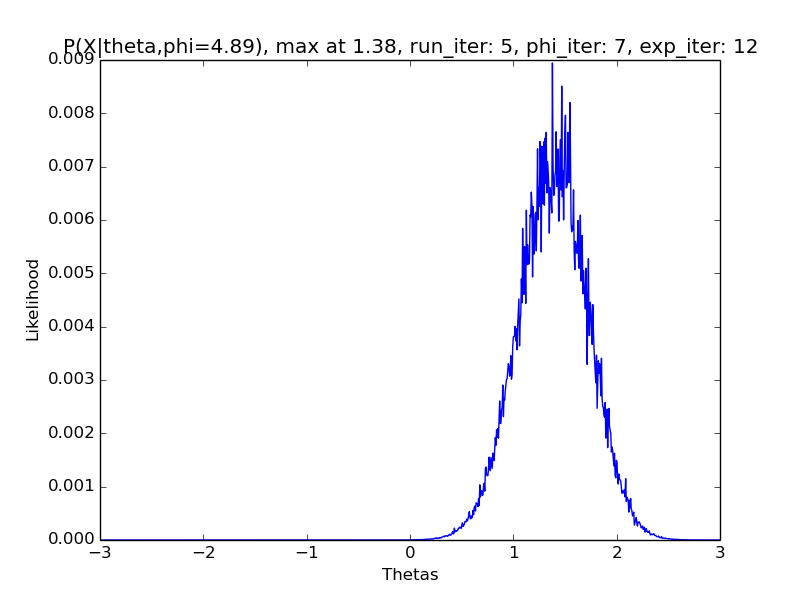 P(X|theta,phi=4.89), max at 1.38, run_iter: 5, phi_iter: 7, exp_iter: 12
0.009
0.008
0.007
0.006
0.005
0.004
0.003
0.002
0.001
0.000
Likelihood
−3 −2 −1 0 1 2 3
Thetas